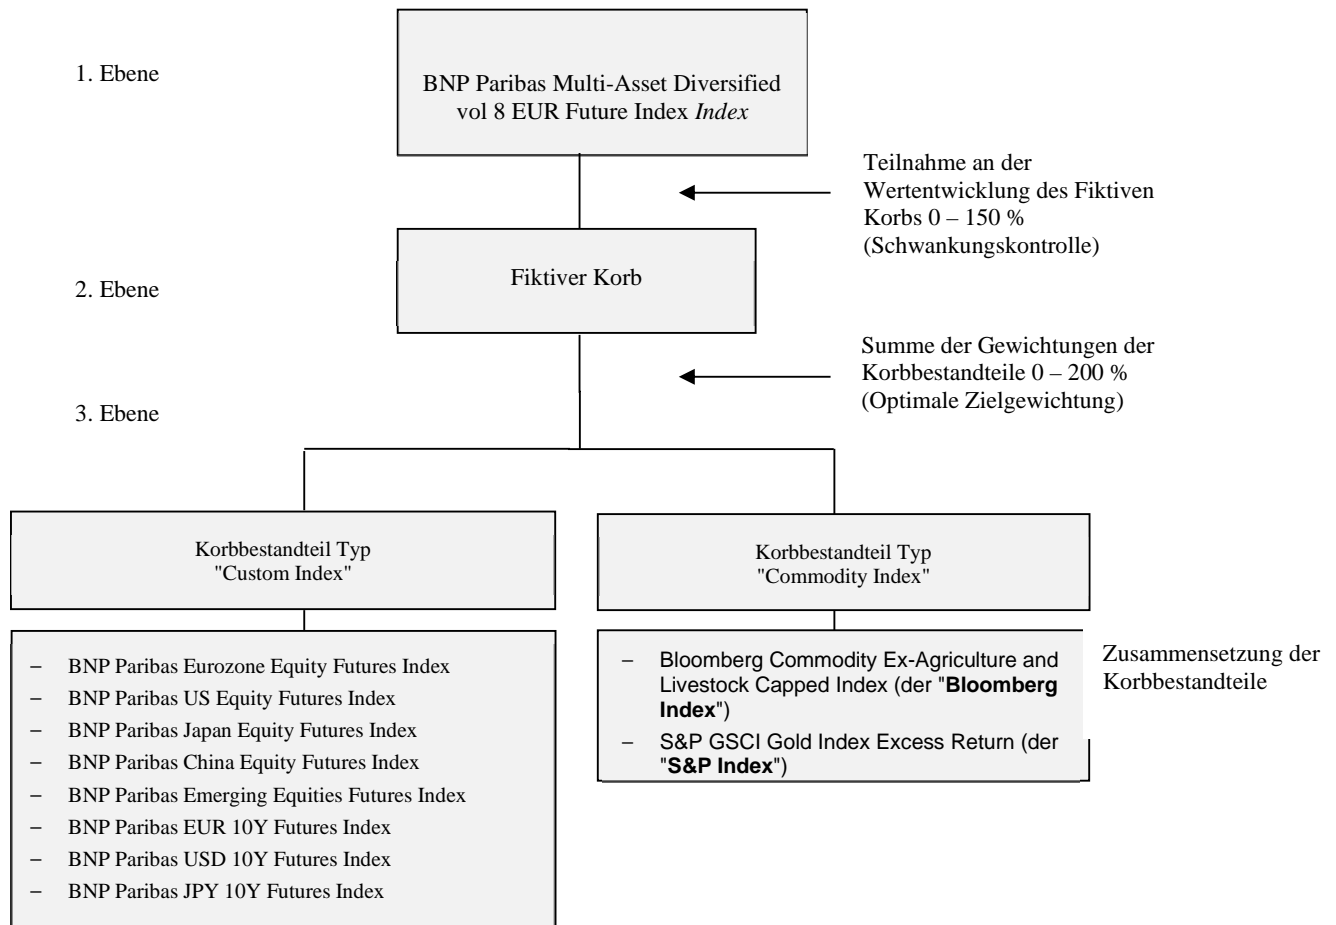 1. Ebene
BNP Paribas Multi-Asset Diversified
vol 8 EUR Future Index Index
Teilnahme an der
Wertentwicklung des Fiktiven
Korbs 0 – 150 %
(Schwankungskontrolle)
2. Ebene
Fiktiver Korb
Summe der Gewichtungen der
Korbbestandteile 0 – 200 %
(Optimale Zielgewichtung)
3. Ebene
Korbbestandteil Typ
"Custom Index"
Korbbestandteil Typ
"Commodity Index"
– BNP Paribas Eurozone Equity Futures Index
– BNP Paribas US Equity Futures Index
– BNP Paribas Japan Equity Futures Index
– BNP Paribas China Equity Futures Index
– BNP Paribas Emerging Equities Futures Index
– BNP Paribas EUR 10Y Futures Index
– BNP Paribas USD 10Y Futures Index
– BNP Paribas JPY 10Y Futures Index
– Bloomberg Commodity Ex-Agriculture and
Livestock Capped Index (der "Bloomberg
Index")
– S&P GSCI Gold Index Excess Return (der
"S&P Index")
Zusammensetzung der
Korbbestandteile